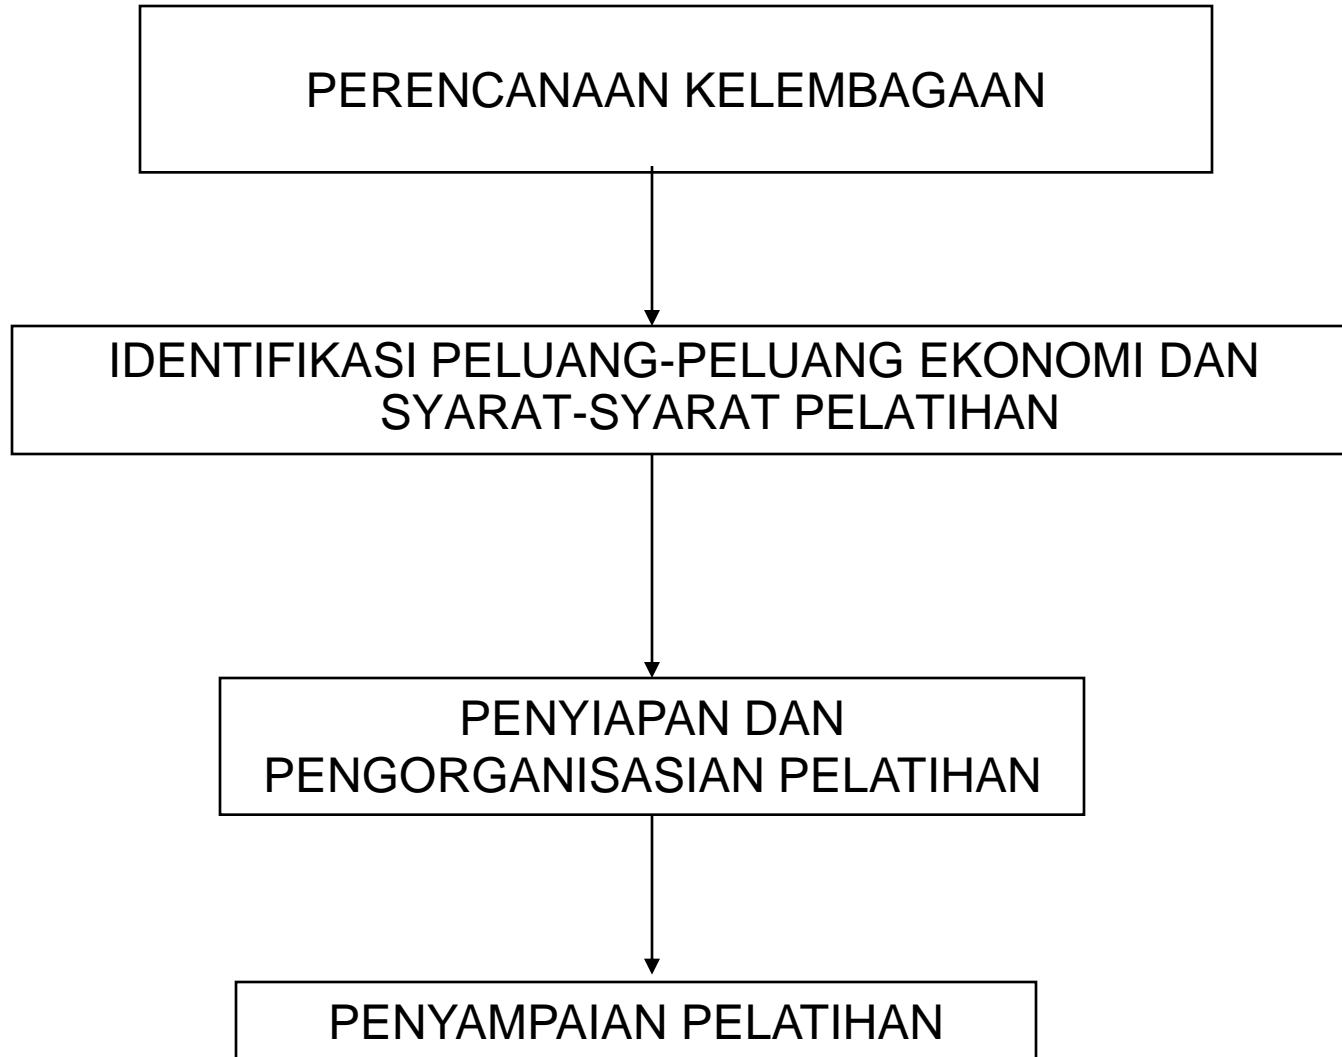 PERENCANAAN KELEMBAGAAN
IDENTIFIKASI PELUANG-PELUANG EKONOMI DAN
SYARAT-SYARAT PELATIHAN
PENYIAPAN DAN
PENGORGANISASIAN PELATIHAN
PENYAMPAIAN PELATIHAN